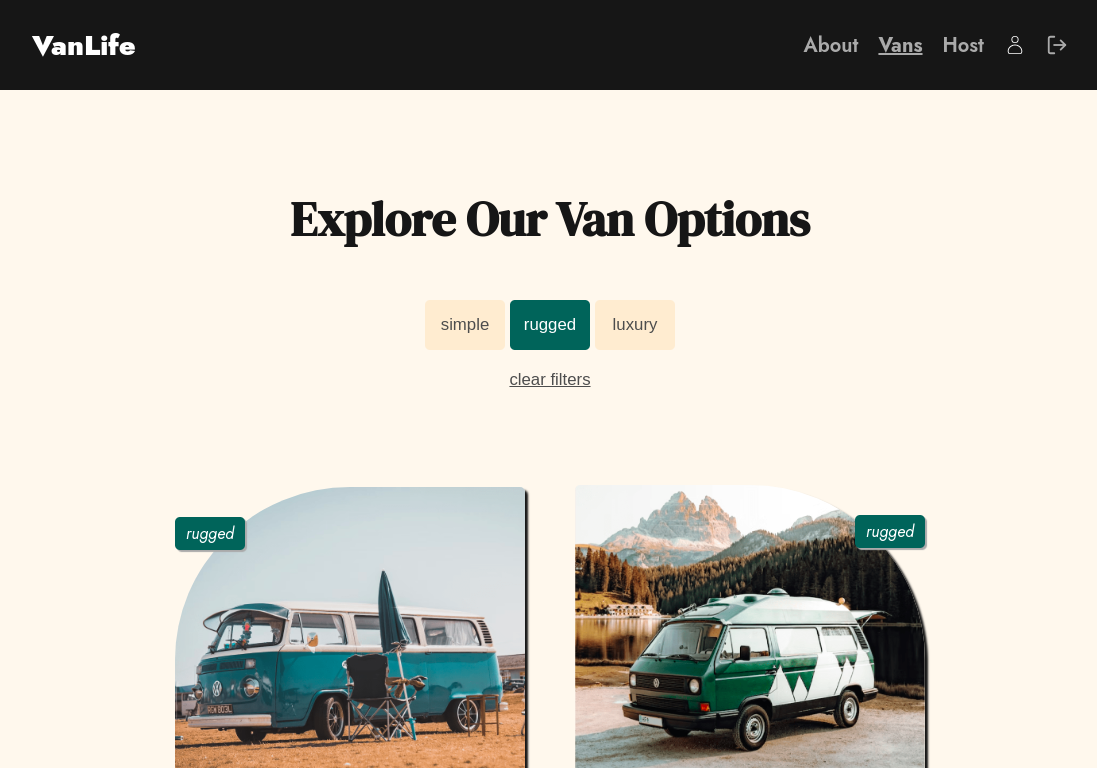 VanLife
About Vans Host
Explore Our Van Options
simple rugged luxury
clear filters
rugged
rugged